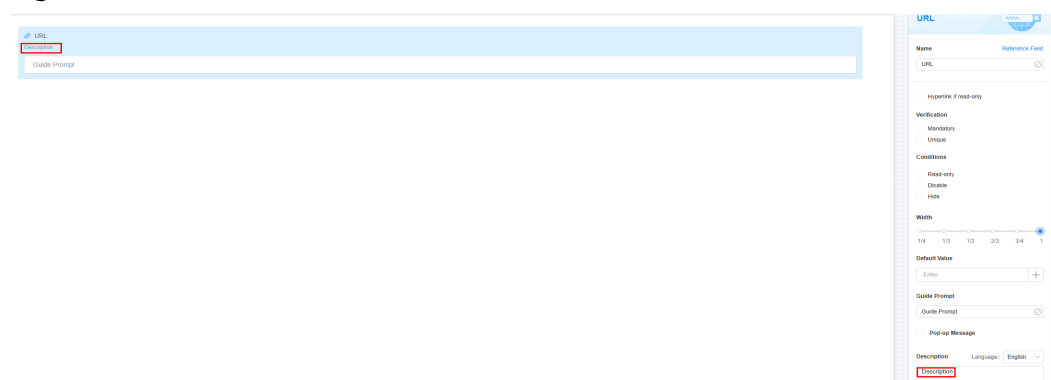 URL
Description
Guide Prompt
URL
www.
Name Reference Field
URL
Hyperlink if read-only
Verification
Mandatory
Unique
Conditions
Read-only
Disable
Hide
Width
1/4 1/3 1/2 2/3 3/4 1
Default Value
-Enter-
Guide Prompt
Guide Prompt
Pop-up Message
Description Language: English
Description